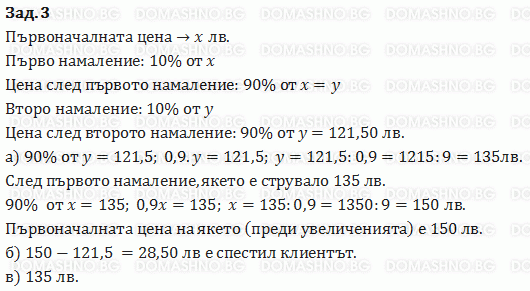 Зад.3
Първоначалната цена → x лв.
Първо намаление: 10% от x
Цена след първото намаление: 90% от x = y
Второ намаление: 10% от y
Цена след второто намаление: 90% от y = 121,50 лв.
а) 90% от y = 121,5; 0,9. y = 121,5; y = 121,5: 0,9 = 1215: 9 = 135лв.
След първото намаление, якето е струвало 135 лв.
90% от x = 135; 0,9x = 135; x = 135: 0,9 = 1350: 9 = 150 лв.
Първоначалната цена на якето (преди увеличенията) е 150 лв.
б) 150 − 121,5 = 28,50 лв е спестил клиентът.
в) 135 лв.
DOMASHNO.BG